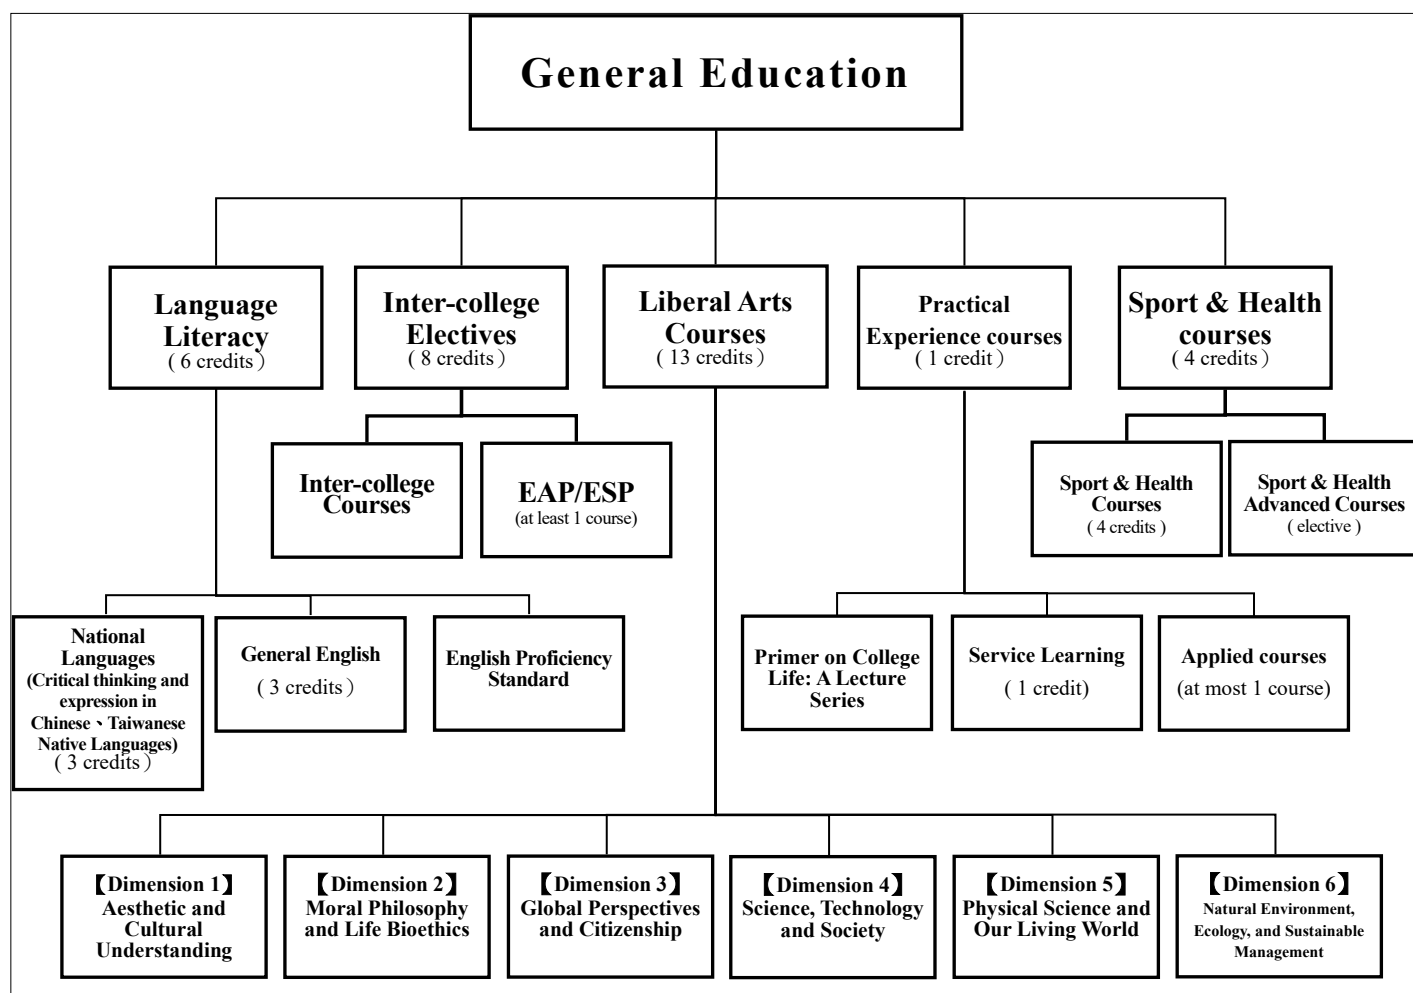 General Education
Language
Literacy
( 6 credits )
Inter-college
Electives
( 8 credits )
Liberal Arts
Courses
( 13 credits )
Practical
Experience courses
( 1 credit )
Sport & Health
courses
( 4 credits )
Inter-college
Courses
EAP/ESP
(at least 1 course)
Sport & Health
Courses
( 4 credits )
Sport & Health
Advanced Courses
( elective )
National
Languages
(Critical thinking and
expression in
Chinese、Taiwanese
Native Languages)
( 3 credits )
General English
( 3 credits )
English Proficiency
Standard
Primer on College
Life: A Lecture
Series
Service Learning
( 1 credit)
Applied courses
(at most 1 course)
【Dimension 1】
Aesthetic and
Cultural
Understanding
【Dimension 2】
Moral Philosophy
and Life Bioethics
【Dimension 3】
Global Perspectives
and Citizenship
【Dimension 4】
Science, Technology
and Society
【Dimension 5】
Physical Science and
Our Living World
【Dimension 6】
Natural Environment,
Ecology, and Sustainable
Management